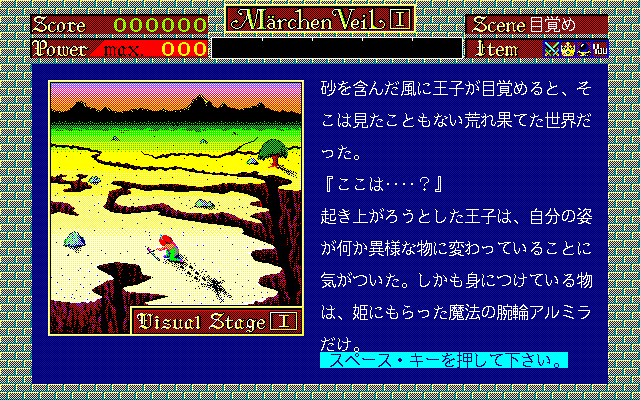 Score 000000
Märchen Veil I
Scene 目覚め
Power max. 000
Item
砂を含んだ風に王子が目覚めると、そ
こは見たこともない荒れ果てた世界だ
った。
『ここは‥‥？』
起き上がろうとした王子は、自分の姿
が何か異様な物に変わっていることに
気がついた。しかも身につけている物
は、姫にもらった魔法の腕輪アルミラ
だけ。
Visual Stage I
スペース・キーを押して下さい。